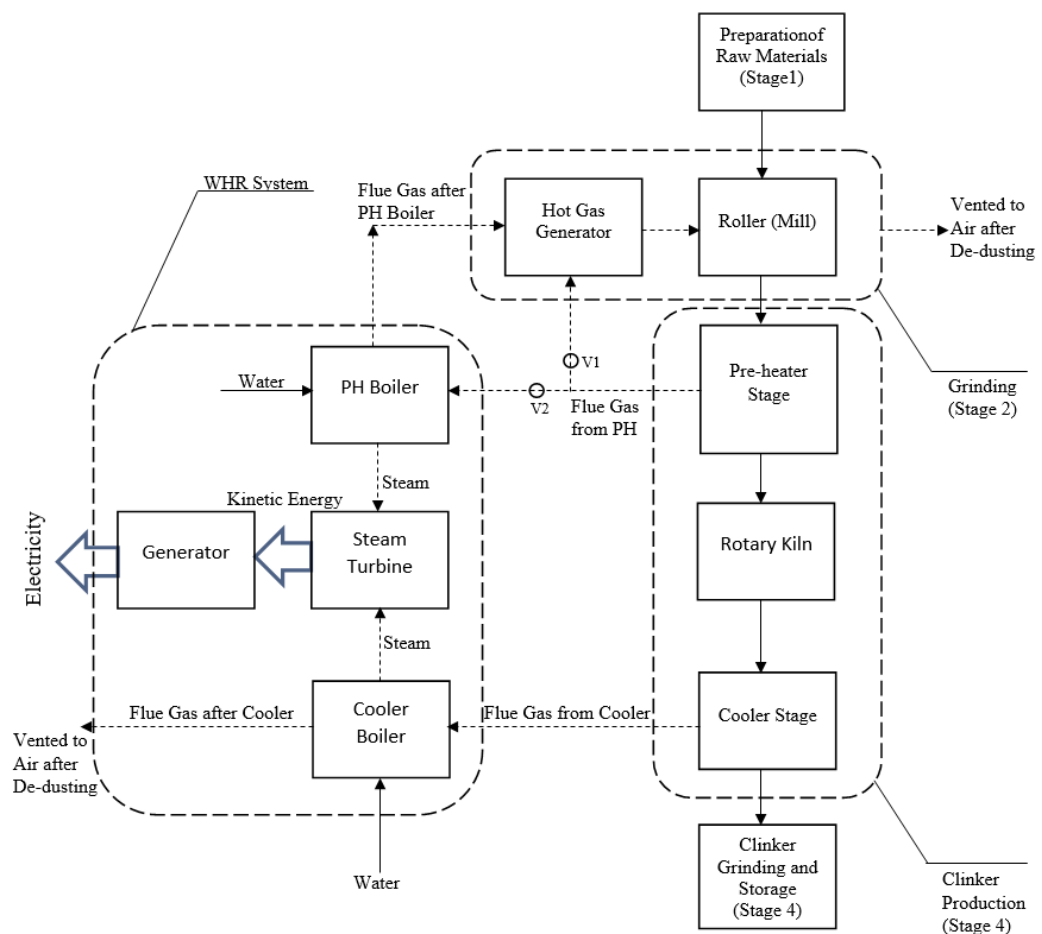 Preparationof
Raw Materials
(Stage1)
WHR System
Flue Gas after
PH Boiler
Hot Gas
Generator
Roller (Mill)
Vented to
Air after
De-dusting
PH Boiler
Water
V1
V2
Flue Gas
from PH
Pre-heater
Stage
Grinding
(Stage 2)
Steam
Kinetic Energy
Electricity
Generator
Steam
Turbine
Rotary Kiln
Steam
Flue Gas after Cooler
Cooler
Boiler
Flue Gas from Cooler
Cooler Stage
Vented to
Air after
De-dusting
Water
Clinker
Grinding and
Storage
(Stage 4)
Clinker
Production
(Stage 4)